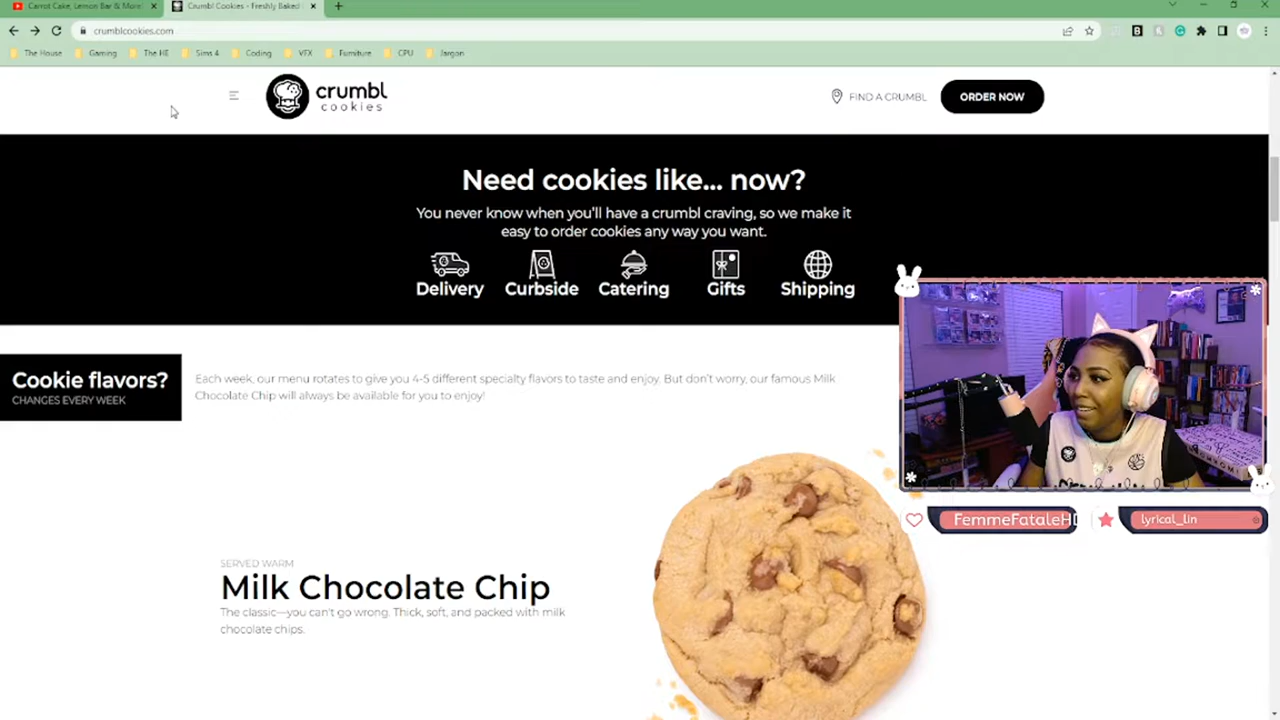 Carrot Cake, Lemon Bar & More!
Crumbl Cookies - Freshly Baked
crumblcookies.com
The House
Gaming
The HE
Sims 4
Coding
VFX
Furniture
CPU
Jargon
crumbl
cookies
FIND A CRUMBL
ORDER NOW
Need cookies like... now?
You never know when you'll have a crumbl craving, so we make it
easy to order cookies any way you want.
Delivery
Curbside
Catering
Gifts
Shipping
Cookie flavors?
CHANGES EVERY WEEK
Each week, our menu rotates to give you 4-5 different specialty flavors to taste and enjoy. But don't worry, our famous Milk
Chocolate Chip will always be available for you to enjoy!
SERVED WARM
Milk Chocolate Chip
The classic—you can't go wrong. Thick, soft, and packed with milk
chocolate chips.
FemmeFataleHD
lyrical_lin